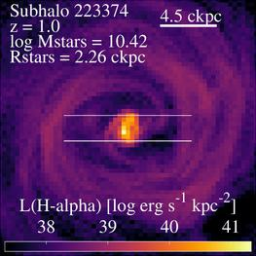 Subhalo 223374
z = 1.0
log Mstars = 10.42
Rstars = 2.26 ckpc
4.5 ckpc
L(H-alpha) [log erg s⁻¹ kpc⁻²]
38 39 40 41